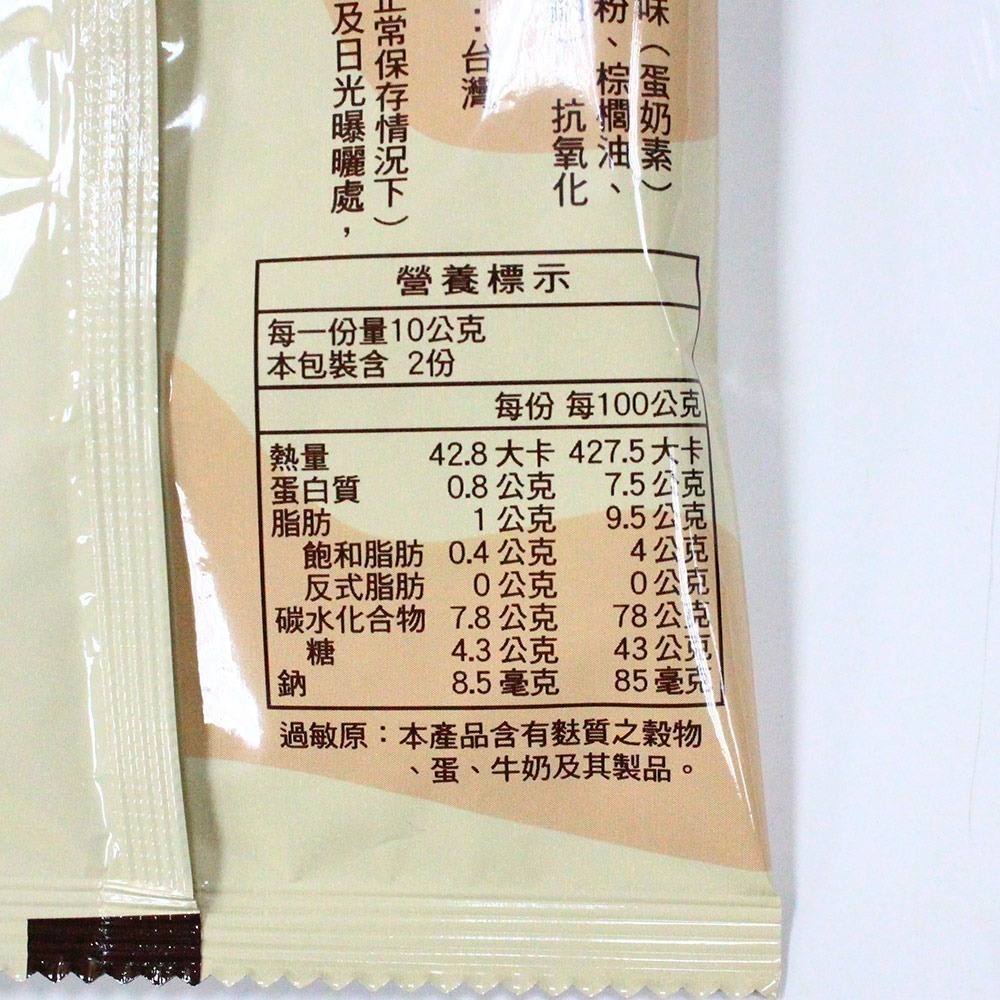 味（蛋奶素）
粉、棕櫚油、
抗氧化
：台灣
正常保存情況下）
及日光曝曬處，
營養標示
每一份量10公克
本包裝含 2份
每份 每100公克
熱量 42.8 大卡 427.5 大卡
蛋白質 0.8 公克 7.5 公克
脂肪 1 公克 9.5 公克
飽和脂肪 0.4 公克 4 公克
反式脂肪 0 公克 0 公克
碳水化合物 7.8 公克 78 公克
糖 4.3 公克 43 公克
鈉 8.5 毫克 85 毫克
過敏原：本產品含有麩質之穀物
、蛋、牛奶及其製品。